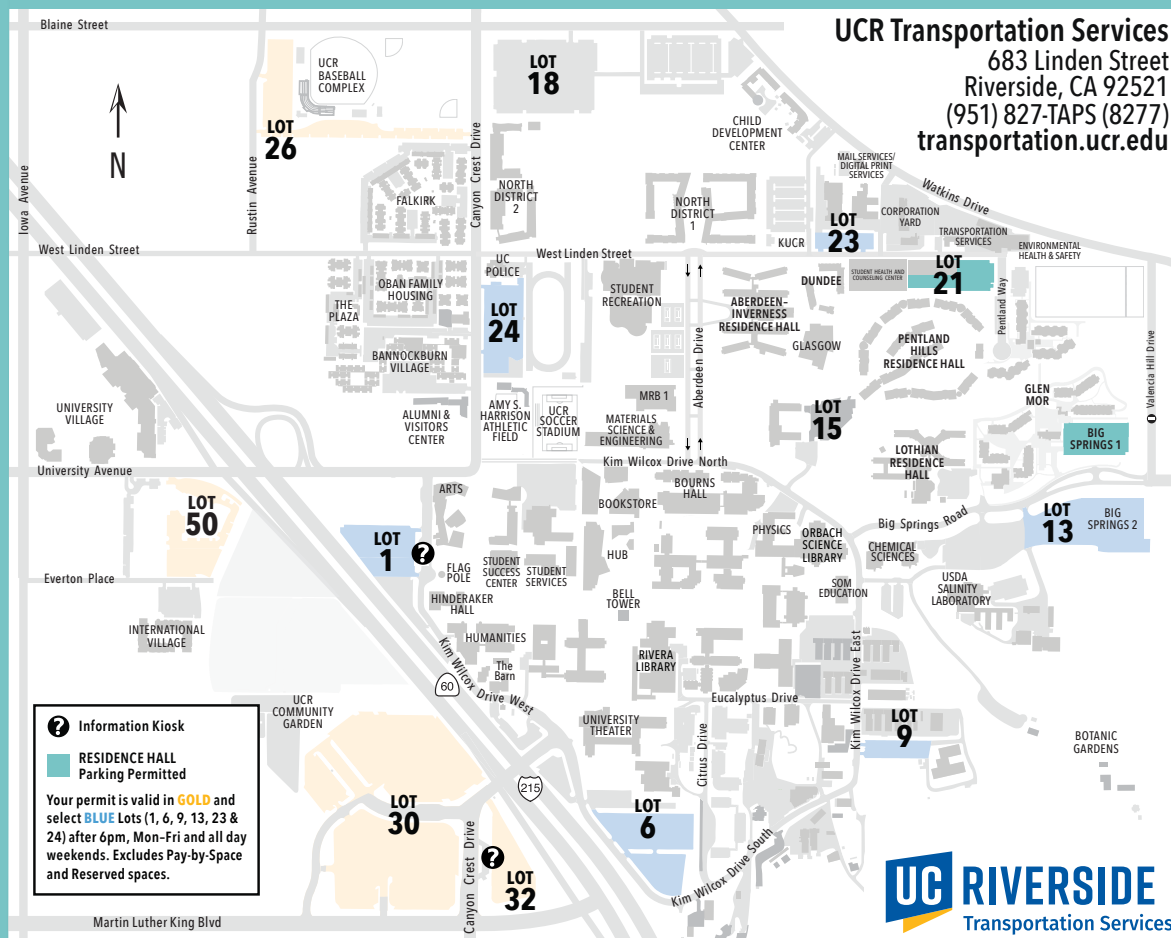 UCR Transportation Services
683 Linden Street
Riverside, CA 92521
(951) 827-TAPS (8277)
transportation.ucr.edu
Blaine Street
N
Iowa Avenue
Rustin Avenue
Canyon Crest Drive
UCR
BASEBALL
COMPLEX
LOT
18
LOT
26
CHILD
DEVELOPMENT
CENTER
MAIL SERVICES/
DIGITAL PRINT
SERVICES
Watkins Drive
FALKIRK
NORTH
DISTRICT
2
NORTH
DISTRICT
1
CORPORATION
YARD
LOT
23
KUCR
TRANSPORTATION
SERVICES
ENVIRONMENTAL
HEALTH & SAFETY
West Linden Street
West Linden Street
UC
POLICE
OBAN FAMILY
HOUSING
THE
PLAZA
LOT
24
STUDENT
RECREATION
ABERDEEN–
INVERNESS
RESIDENCE HALL
DUNDEE
STUDENT HEALTH AND
COUNSELING CENTER
LOT
21
Pentland Way
Valencia Hill Drive
Aberdeen Drive
GLASGOW
PENTLAND
HILLS
RESIDENCE HALL
BANNOCKBURN
VILLAGE
GLEN
MOR
UNIVERSITY
VILLAGE
ALUMNI &
VISITORS
CENTER
AMY S.
HARRISON
ATHLETIC
FIELD
UCR
SOCCER
STADIUM
MRB 1
MATERIALS
SCIENCE &
ENGINEERING
LOT
15
BIG
SPRINGS 1
LOTHIAN
RESIDENCE
HALL
University Avenue
Kim Wilcox Drive North
ARTS
BOOKSTORE
BOURNS
HALL
LOT
50
LOT
1
?
PHYSICS
ORBACH
SCIENCE
LIBRARY
Big Springs Road
LOT
13
BIG
SPRINGS 2
CHEMICAL
SCIENCES
HUB
FLAG
POLE
STUDENT
SUCCESS
CENTER
STUDENT
SERVICES
Everton Place
SOM
EDUCATION
USDA
SALINITY
LABORATORY
HINDERAKER
HALL
BELL
TOWER
INTERNATIONAL
VILLAGE
HUMANITIES
The
Barn
RIVERA
LIBRARY
Kim Wilcox Drive West
60
Kim Wilcox Drive East
UCR
COMMUNITY
GARDEN
Eucalyptus Drive
UNIVERSITY
THEATER
Citrus Drive
LOT
9
BOTANIC
GARDENS
? Information Kiosk
RESIDENCE HALL
Parking Permitted
Your permit is valid in GOLD and
select BLUE Lots (1, 6, 9, 13, 23 &
24) after 6pm, Mon–Fri and all day
weekends. Excludes Pay-by-Space
and Reserved spaces.
215
LOT
30
LOT
6
?
LOT
32
Canyon Crest Drive
Kim Wilcox Drive South
Martin Luther King Blvd
UC RIVERSIDE
Transportation Services